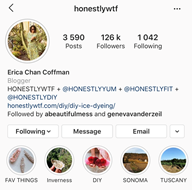 honestlywtf
3 590 126 k 1 042
Posts Followers Following
Erica Chan Coffman
Blogger
HONESTLYWTF + @HONESTLYYUM + @HONESTLYFIT +
@HONESTLYDIY
honestlywtf.com/diy/diy-ice-dyeing/
Followed by abeautifulmess and genevavanderzeil
Following Message Email
FAV THINGS Inverness DIY SONOMA TUSCANY